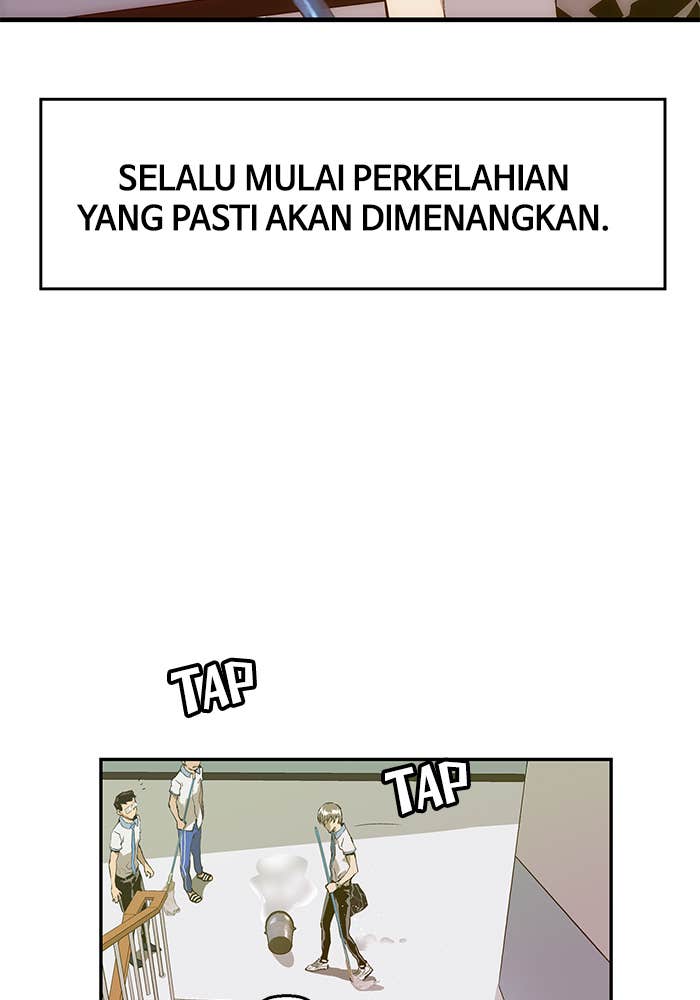 SELALU MULAI PERKELAHIAN
YANG PASTI AKAN DIMENANGKAN.
TAP
TAP